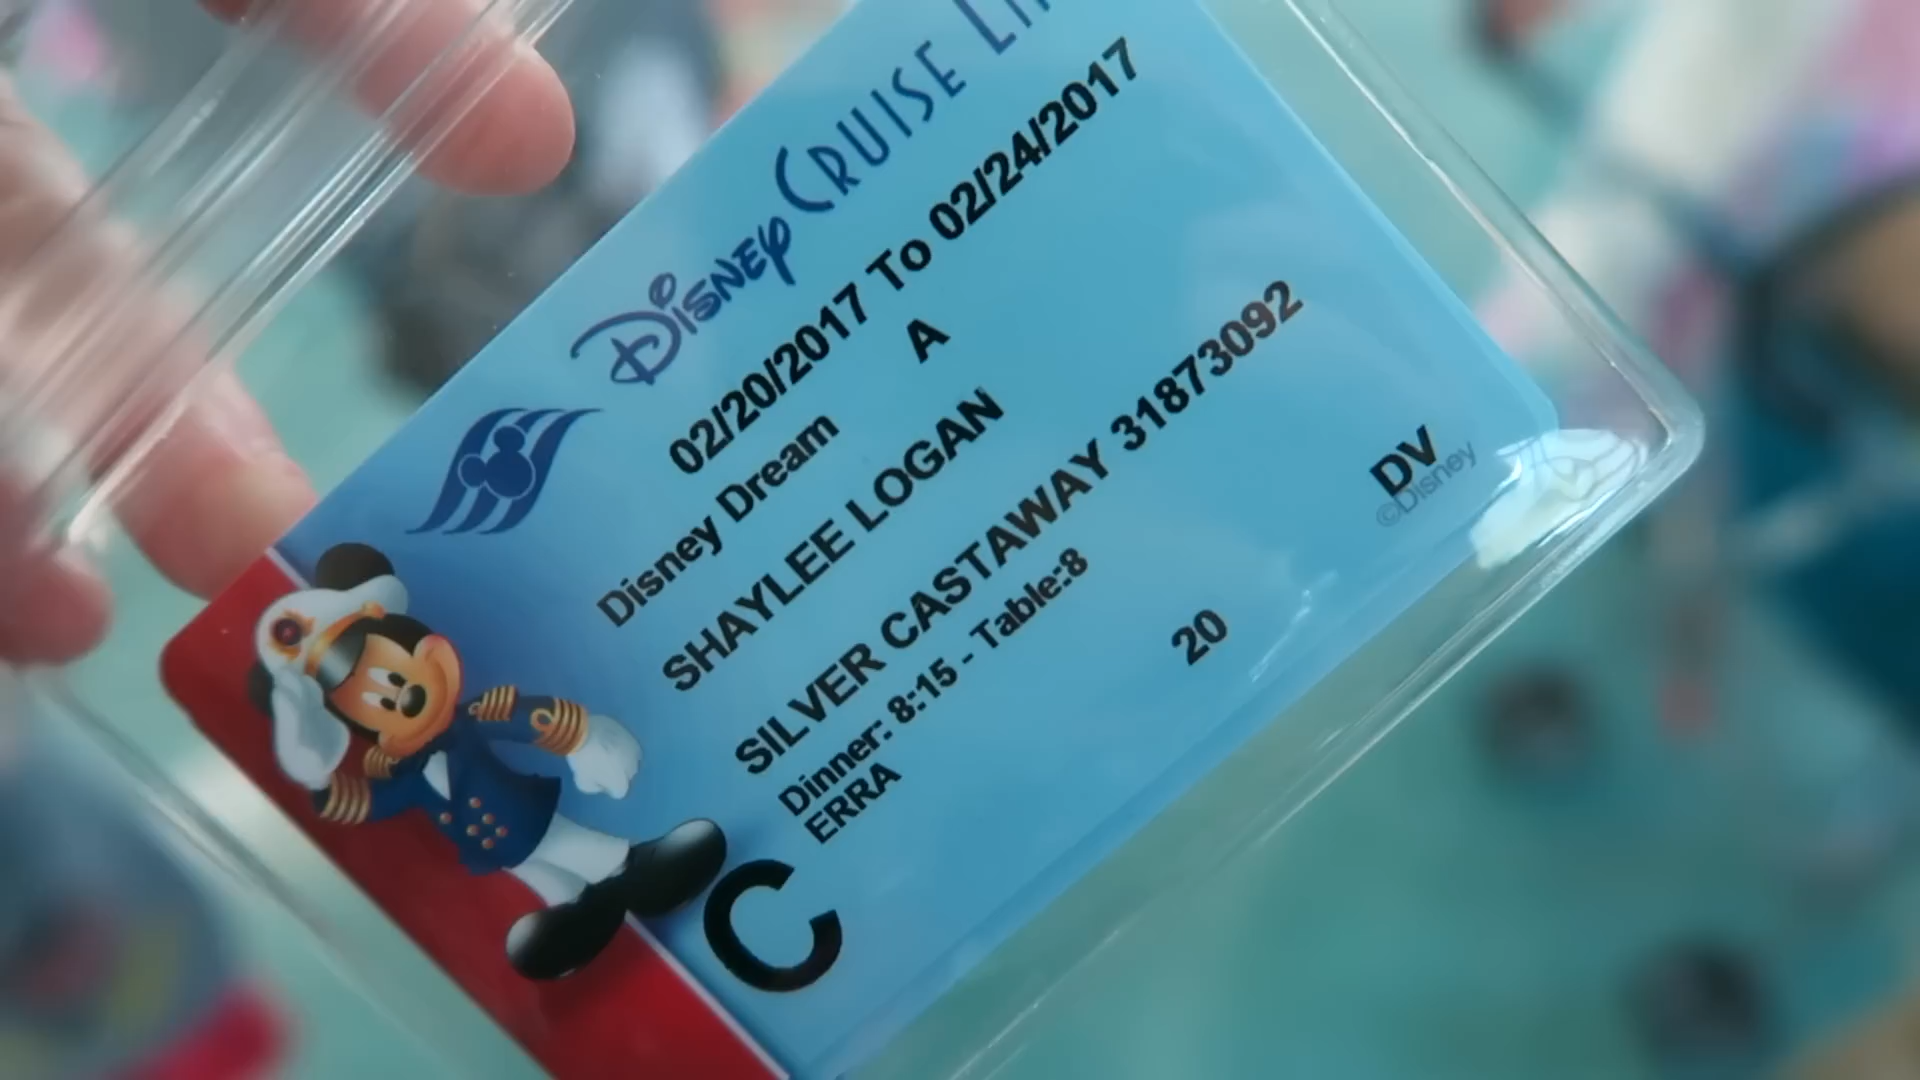 Disney Cruise Lin
02/20/2017 To 02/24/2017
Disney Dream A
SHAYLEE LOGAN
SILVER CASTAWAY 31873092
Dinner: 8:15 - Table:8
ERRA 20 DV
©Disney
C